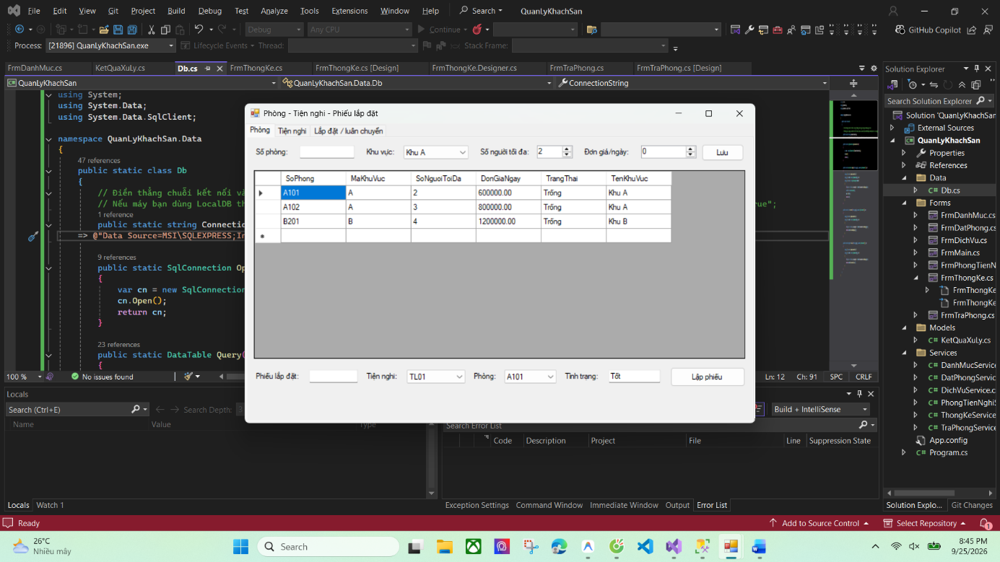 File Edit View Git Project Build Debug Test Analyze Tools Extensions Window Help Search QuanLyKhachSan
Debug Any CPU Continue GitHub Copilot
Process: [21896] QuanLyKhachSan.exe Lifecycle Events Thread: Stack Frame:
FrmDanhMuc.cs KetQuaXuLy.cs Db.cs FrmThongKe.cs FrmThongKe.cs [Design] FrmThongKe.Designer.cs FrmTraPhong.cs FrmTraPhong.cs [Design]
QuanLyKhachSan QuanLyKhachSan.Data.Db ConnectionString
using System;
using System.Data;
using System.Data.SqlClient;
namespace QuanLyKhachSan.Data
{
47 references
public static class Db
{
// Điền thẳng chuỗi kết nối và
// Nếu máy bạn dùng LocalDB th
rue";
1 reference
public static string Connectio
=> @"Data Source=MSI\SQLEXPRESS;In
9 references
public static SqlConnection Op
{
var cn = new SqlConnection
cn.Open();
return cn;
}
23 references
public static DataTable Query(
{
100 % No issues found Ln: 12 Ch: 91 SPC CRLF
Phòng - Tiện nghi - Phiếu lắp đặt
Phòng Tiện nghi Lắp đặt / luân chuyển
Số phòng: Khu vực: Khu A Số người tối đa: 2 Đơn giá/ngày: 0 Lưu
SoPhong MaKhuVuc SoNguoiToiDa DonGiaNgay TrangThai TenKhuVuc
A101 A 2 600000.00 Trống Khu A
A102 A 3 800000.00 Trống Khu A
B201 B 4 1200000.00 Trống Khu B
Phiếu lắp đặt: Tiện nghi: TL01 Phòng: A101 Tình trạng: Tốt Lập phiếu
Locals
Search (Ctrl+E) Search Depth: 3
Name Value Type
Locals Watch 1
Build + IntelliSense
Search Error List
Code Description Project File Line Suppression State
Exception Settings Command Window Immediate Window Output Error List
Solution Explorer
Search Solution Explorer
Solution 'QuanLyKhachSan
External Sources
QuanLyKhachSan
Properties
References
Data
C# Db.cs
Forms
FrmDanhMuc.cs
FrmDatPhong.cs
FrmDichVu.cs
FrmMain.cs
FrmPhongTienN
FrmThongKe.cs
FrmThongKe
FrmThongKe
FrmTraPhong.cs
Models
C# KetQuaXuLy.cs
Services
C# DanhMucService
C# DatPhongServic
C# DichVuService.c
C# PhongTienNghiS
C# ThongKeService
C# TraPhongService
App.config
C# Program.cs
Solution Explo... Git Changes
Ready Add to Source Control Select Repository 1
26°C
Nhiều mây
Search
8:45 PM
9/25/2026